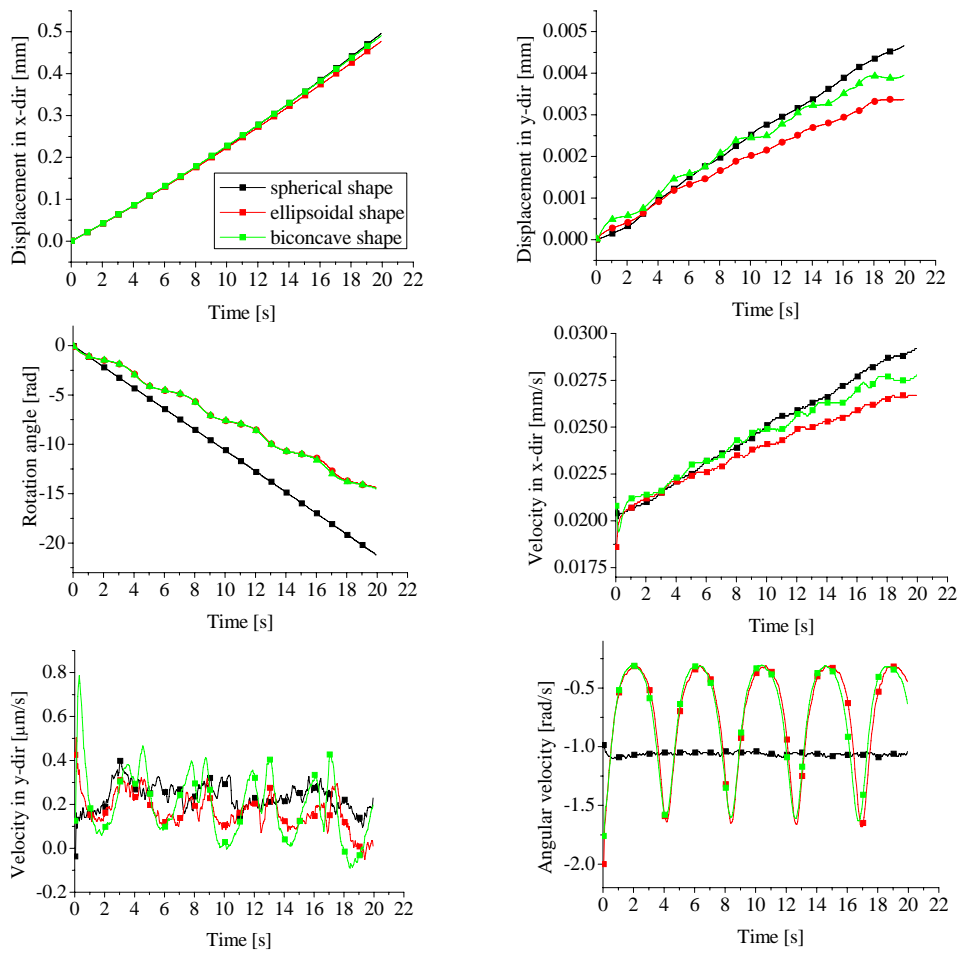 Displacement in x-dir [mm]
0.5
0.4
0.3
0.2
0.1
0.0
0 2 4 6 8 10 12 14 16 18 20 22
Time [s]
spherical shape
ellipsoidal shape
biconcave shape
Displacement in y-dir [mm]
0.005
0.004
0.003
0.002
0.001
0.000
0 2 4 6 8 10 12 14 16 18 20 22
Time [s]
Rotation angle [rad]
0
-5
-10
-15
-20
0 2 4 6 8 10 12 14 16 18 20 22
Time [s]
Velocity in x-dir [mm/s]
0.0300
0.0275
0.0250
0.0225
0.0200
0.0175
0 2 4 6 8 10 12 14 16 18 20 22
Time [s]
Velocity in y-dir [μm/s]
0.8
0.6
0.4
0.2
0.0
-0.2
0 2 4 6 8 10 12 14 16 18 20 22
Time [s]
Angular velocity [rad/s]
-0.5
-1.0
-1.5
-2.0
0 2 4 6 8 10 12 14 16 18 20 22
Time [s]